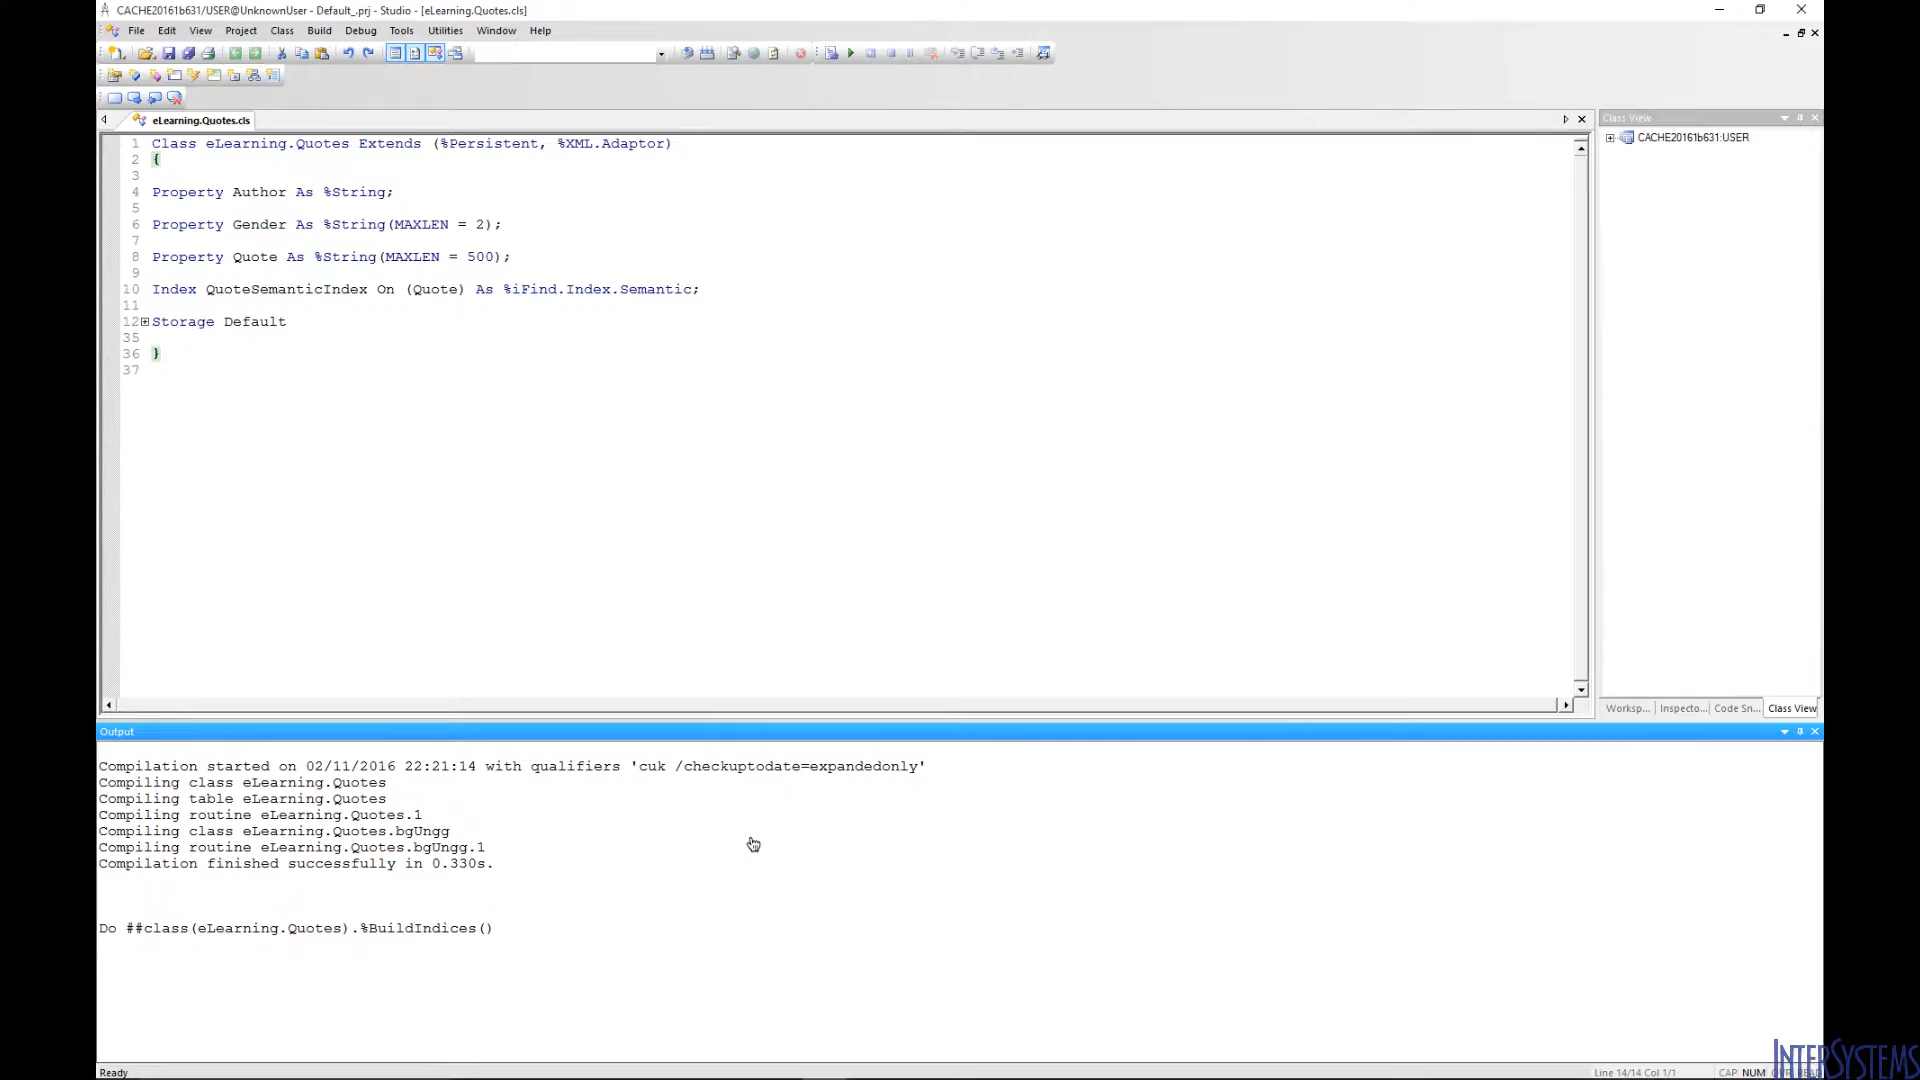 CACHE20161b631/USER@UnknownUser - Default_.prj - Studio - [eLearning.Quotes.cls]
File Edit View Project Class Build Debug Tools Utilities Window Help
eLearning.Quotes.cls
1 Class eLearning.Quotes Extends (%Persistent, %XML.Adaptor)
2 {
3
4 Property Author As %String;
5
6 Property Gender As %String(MAXLEN = 2);
7
8 Property Quote As %String(MAXLEN = 500);
9
10 Index QuoteSemanticIndex On (Quote) As %iFind.Index.Semantic;
11
12 Storage Default
35
36 }
37
Class View
CACHE20161b631:USER
Worksp... Inspecto... Code Sn... Class View
Output
Compilation started on 02/11/2016 22:21:14 with qualifiers 'cuk /checkuptodate=expandedonly'
Compiling class eLearning.Quotes
Compiling table eLearning.Quotes
Compiling routine eLearning.Quotes.1
Compiling class eLearning.Quotes.bgUngg
Compiling routine eLearning.Quotes.bgUngg.1
Compilation finished successfully in 0.330s.
Do ##class(eLearning.Quotes).%BuildIndices()
Ready
Line 14/14 Col 1/1 CAP NUM
InterSystems